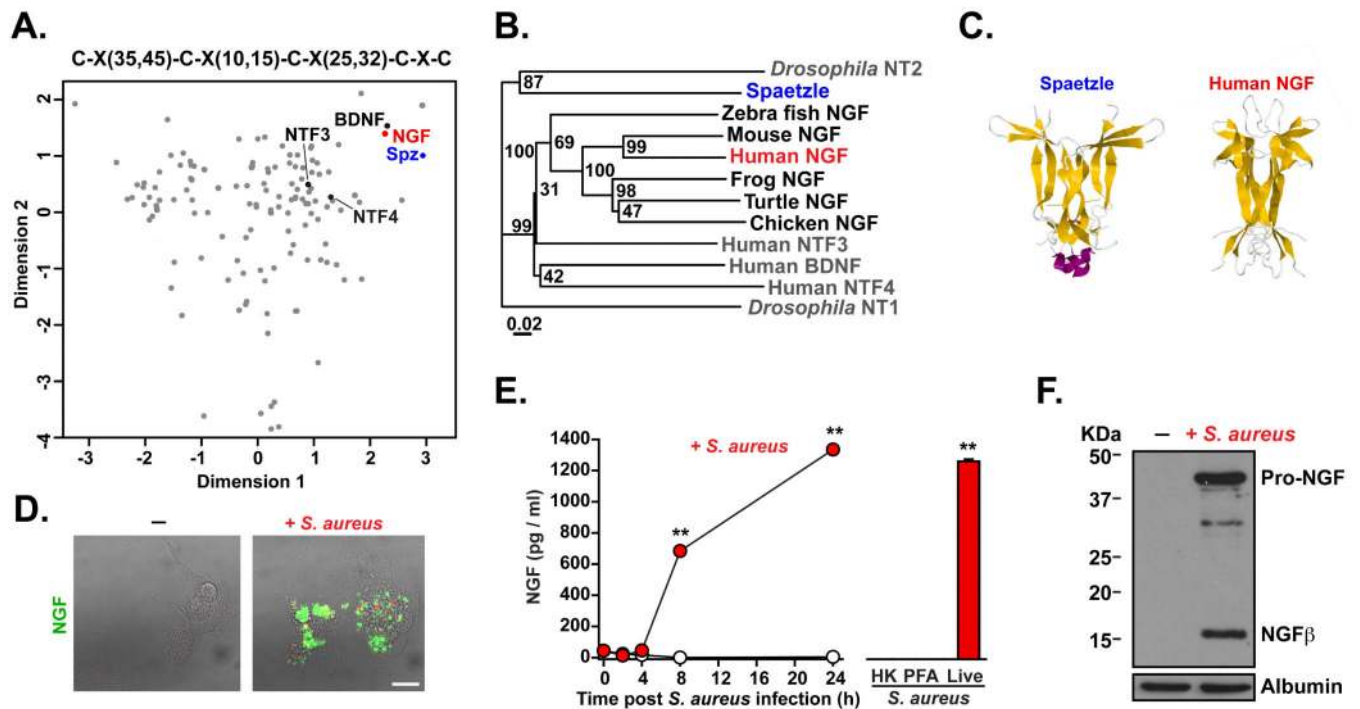 A.
C-X(35,45)-C-X(10,15)-C-X(25,32)-C-X-C
2
1
0
-1
-2
-3
-4
Dimension 2
BDNF
NTF3
NGF
Spz
NTF4
-3 -2 -1 0 1 2 3
Dimension 1
B.
Drosophila NT2
87
Spaetzle
Zebra fish NGF
69
Mouse NGF
100
99
Human NGF
31
100
Frog NGF
98
Turtle NGF
47
Chicken NGF
99
Human NTF3
Human BDNF
42
Human NTF4
Drosophila NT1
0.02
C.
Spaetzle Human NGF
D.
– + S. aureus
NGF
E.
1400
1200
1000
800
600
400
200
0
NGF (pg / ml)
+ S. aureus
**
**
**
0 4 8 12 16 20 24
Time post S. aureus infection (h)
HK PFA Live
S. aureus
F.
KDa – + S. aureus
50
37
25
20
15
Pro-NGF
NGFβ
Albumin